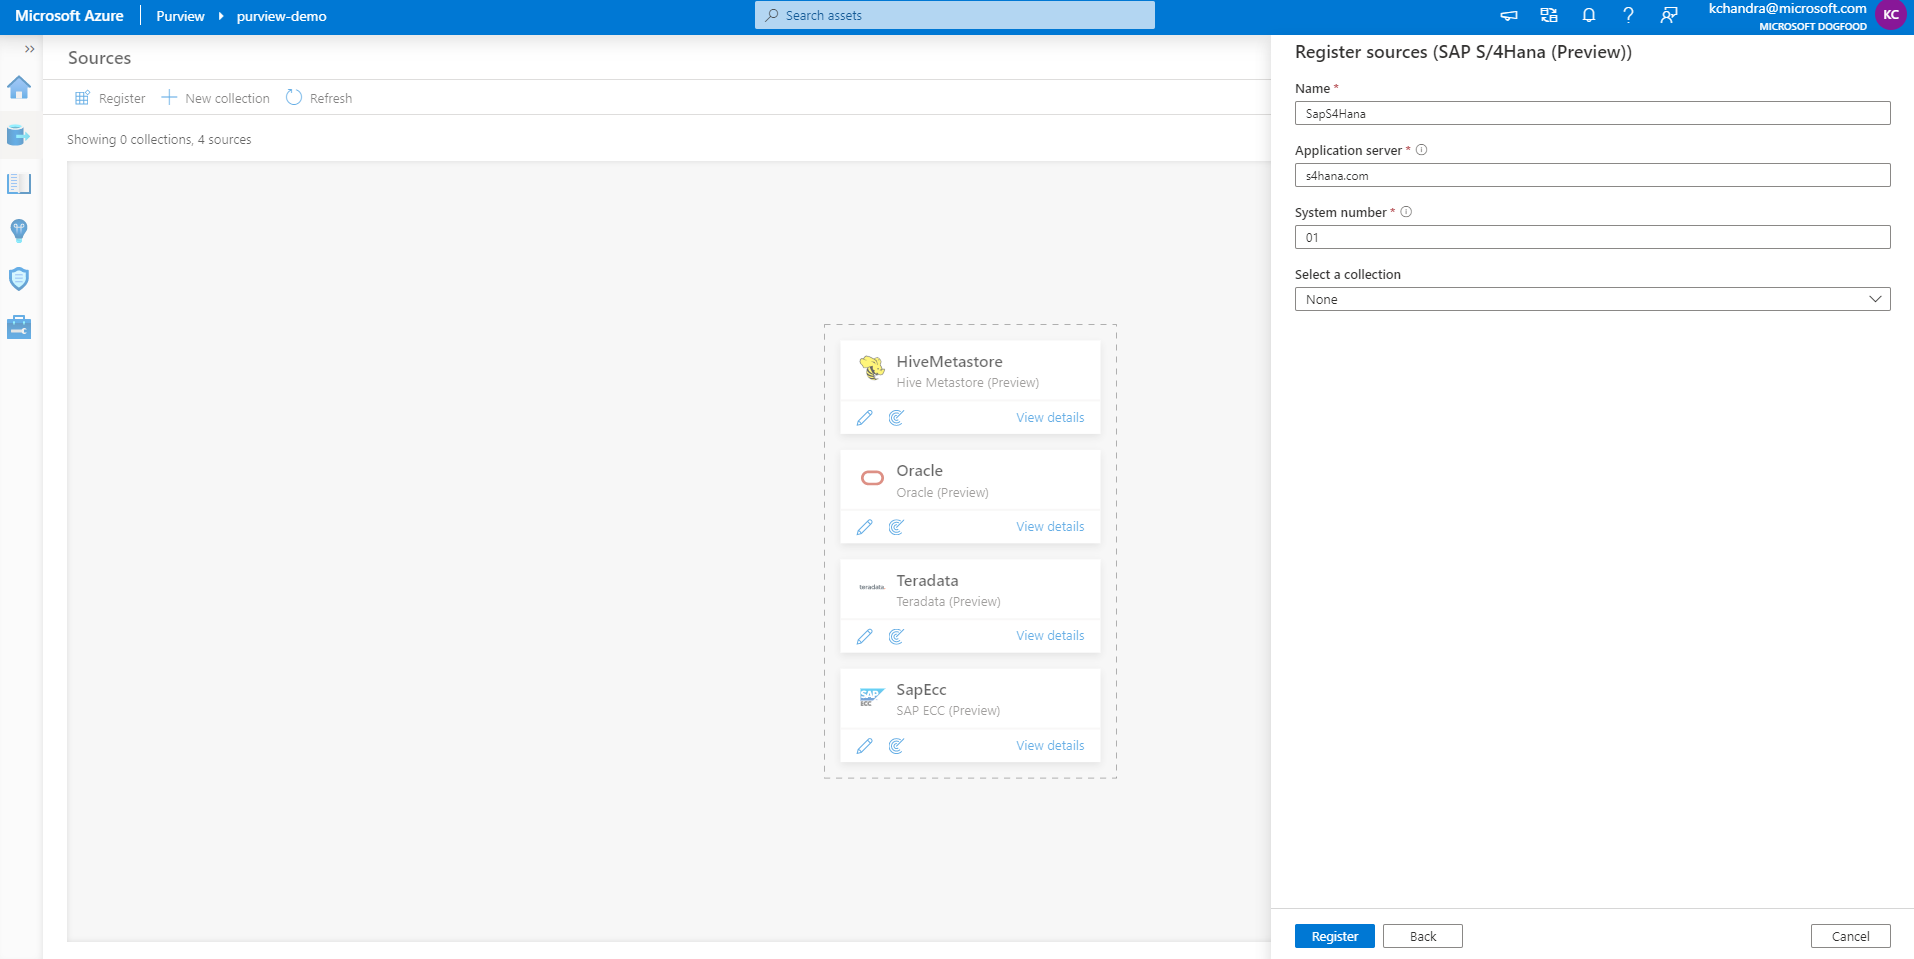 Microsoft Azure
Purview
purview-demo
Search assets
kchandra@microsoft.com
MICROSOFT DOGFOOD
KC
Sources
Register
New collection
Refresh
Showing 0 collections, 4 sources
HiveMetastore
Hive Metastore (Preview)
View details
Oracle
Oracle (Preview)
View details
teradata.
Teradata
Teradata (Preview)
View details
SAP
ECC
SapEcc
SAP ECC (Preview)
View details
Register sources (SAP S/4Hana (Preview))
Name *
SapS4Hana
Application server *
s4hana.com
System number *
01
Select a collection
None
Register
Back
Cancel